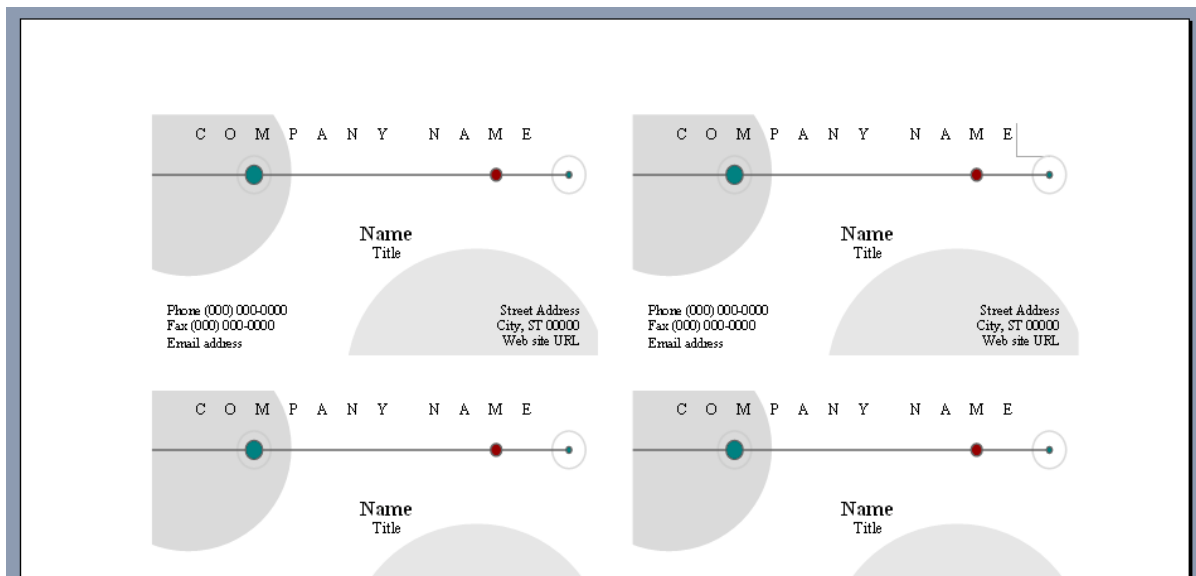 C O M P A N Y N A M E
Name
Title
Phone (000) 000-0000
Fax (000) 000-0000
Email address
Street Address
City, ST 00000
Web site URL
C O M P A N Y N A M E
Name
Title
Phone (000) 000-0000
Fax (000) 000-0000
Email address
Street Address
City, ST 00000
Web site URL
C O M P A N Y N A M E
Name
Title
C O M P A N Y N A M E
Name
Title